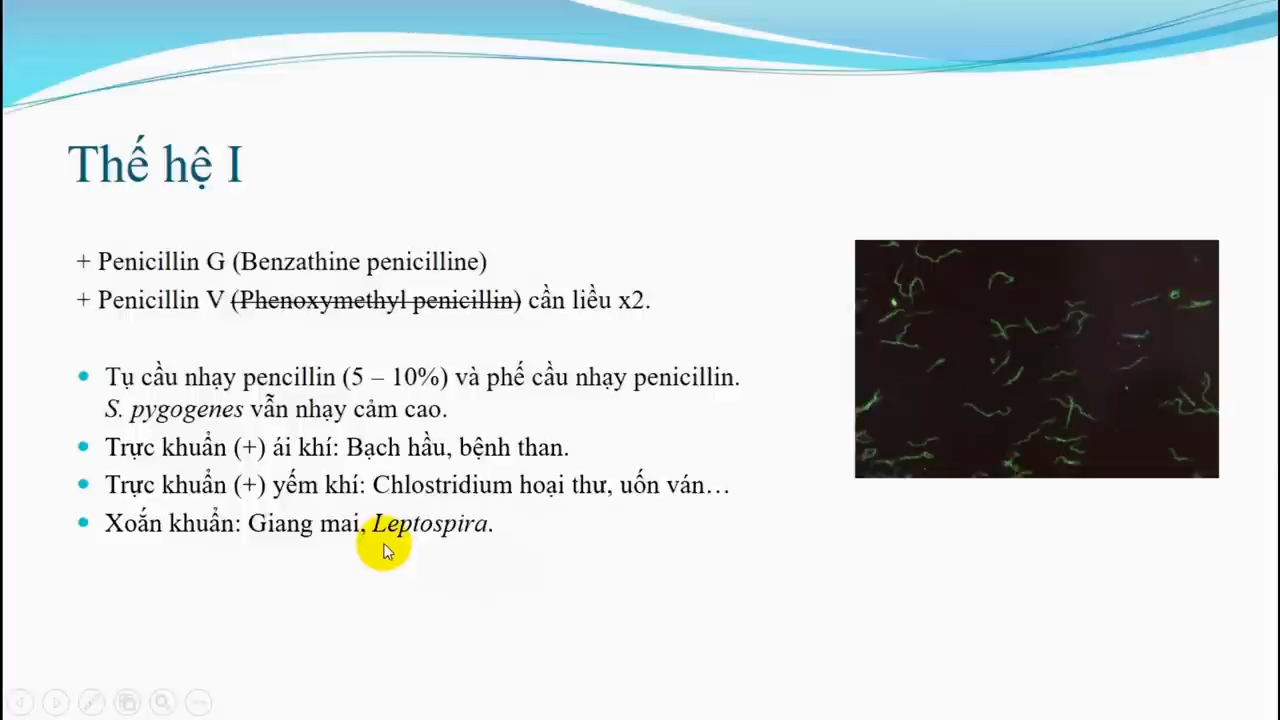 Thế hệ I
+ Penicillin G (Benzathine penicilline)
+ Penicillin V (Phenoxymethyl penicillin) cần liều x2.
Tụ cầu nhạy pencillin (5 – 10%) và phế cầu nhạy penicillin.
S. pygogenes vẫn nhạy cảm cao.
Trực khuẩn (+) ái khí: Bạch hầu, bệnh than.
Trực khuẩn (+) yếm khí: Chlostridium hoại thư, uốn ván…
Xoắn khuẩn: Giang mai, Leptospira.